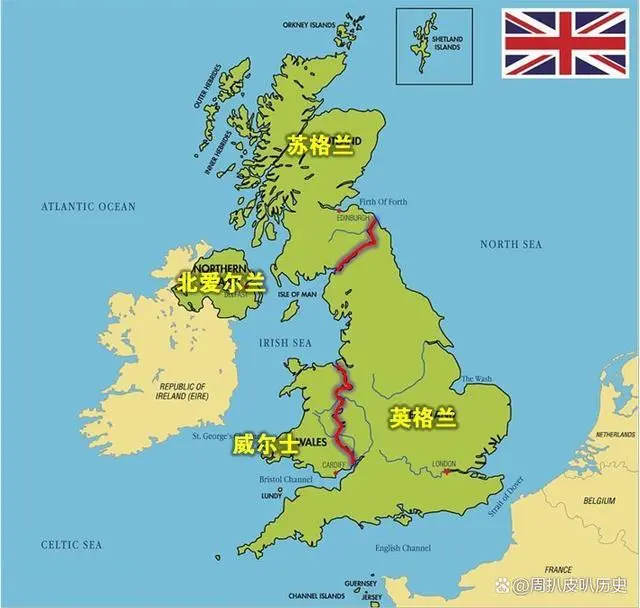 ORKNEY ISLANDS
SHETLAND
ISLANDS
OUTER HEBRIDES
INNER HEBRIDES
苏格兰
ATLANTIC OCEAN
Firth Of Forth
EDINBURGH
NORTH SEA
NORTHERN
北爱尔兰
BELFAST
ISLE OF MAN
IRISH SEA
REPUBLIC OF
IRELAND (EIRE)
The Wash
英格兰
St. George's
威尔士
WALES
NETHERLANDS
CARDIFF
LONDON
Bristol Channel
LUNDY
Strait of Dover
BELGIUM
CELTIC SEA
English Channel
FRANCE
GUERNSEY
CHANNEL ISLANDS
JERSEY
@周扒皮叭历史